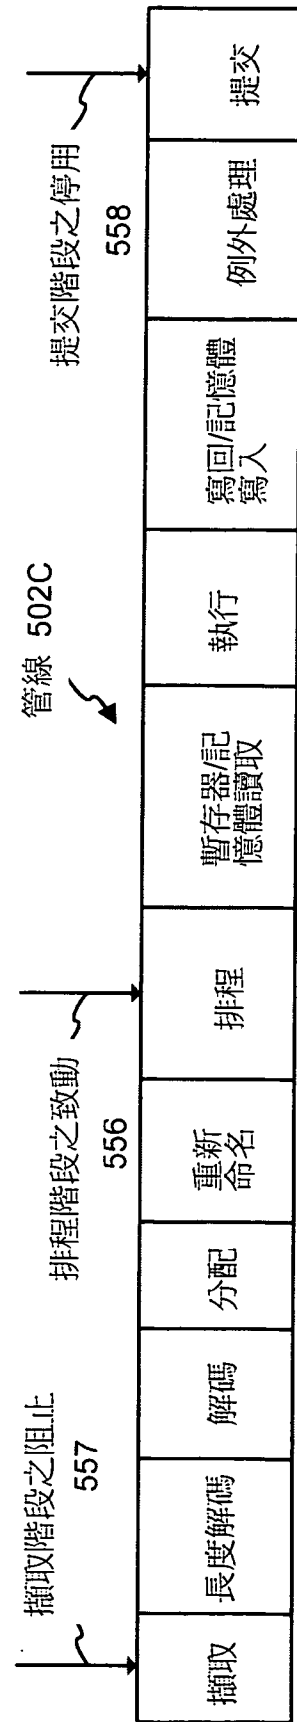 管線 502C
擷取階段之阻止
557
排程階段之致動
556
提交階段之停用
558
擷取
長度解碼
解碼
分配
重新
命名
排程
暫存器/記
憶體讀取
執行
寫回/記憶體
寫入
例外處理
提交